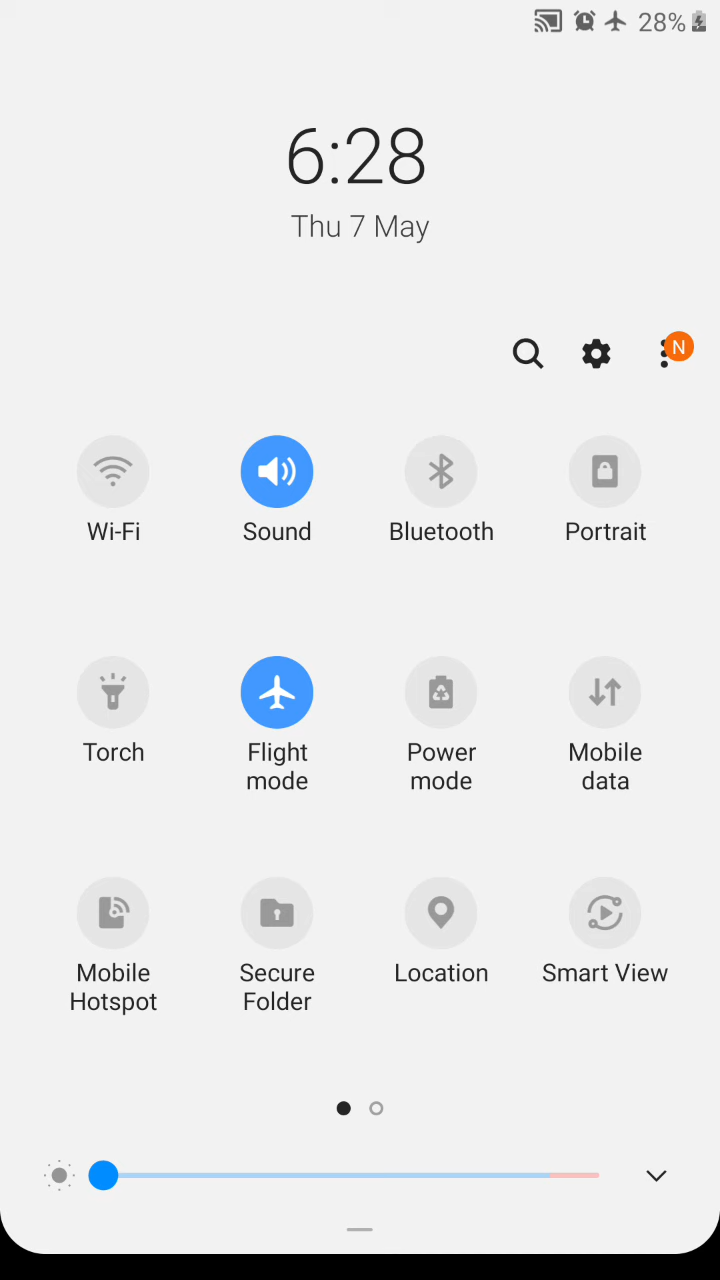 28%
6:28
Thu 7 May
N
Wi-Fi
Sound
Bluetooth
Portrait
Torch
Flight
mode
Power
mode
Mobile
data
Mobile
Hotspot
Secure
Folder
Location
Smart View